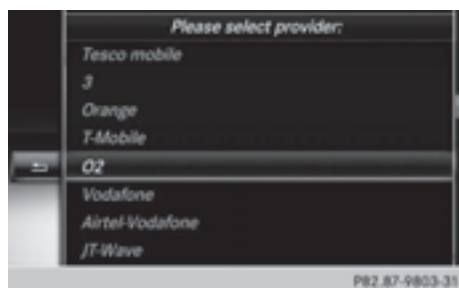 Please select provider:
Tesco mobile
3
Orange
T-Mobile
O2
Vodafone
Airtel-Vodafone
JT-Wave
P82.87-9803-31